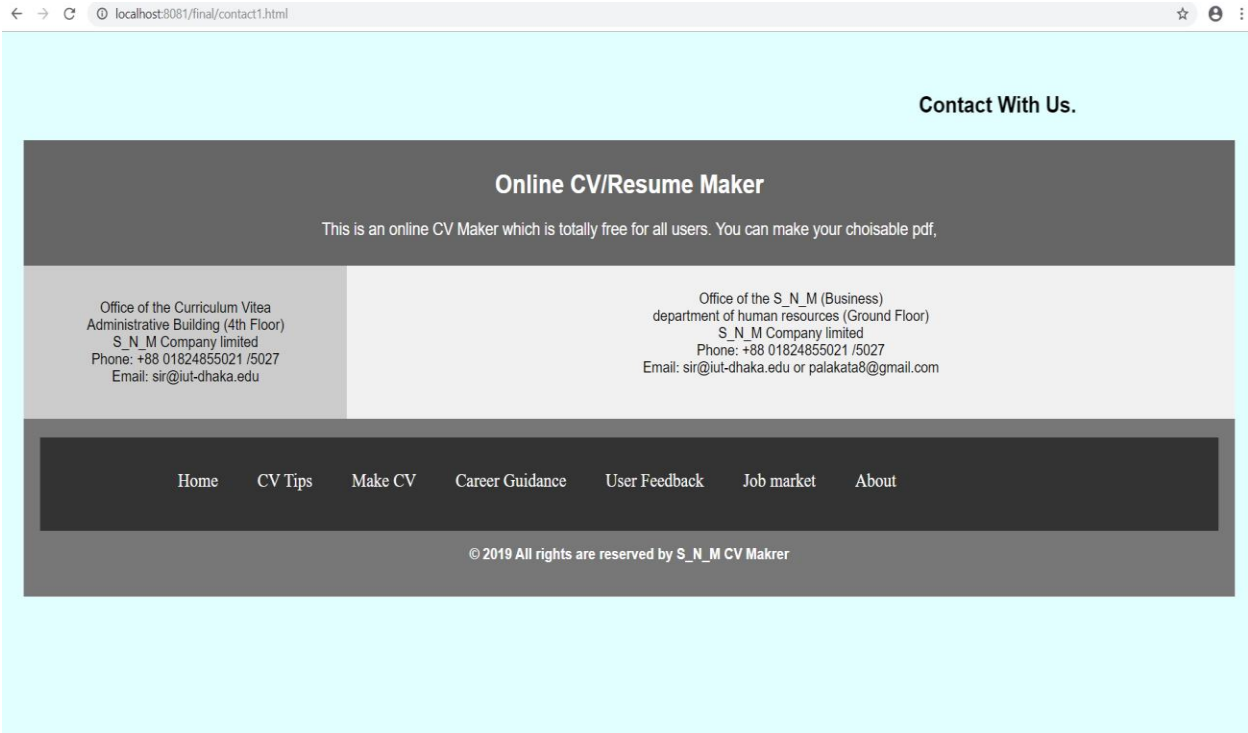 localhost:8081/final/contact1.html
Contact With Us.
Online CV/Resume Maker
This is an online CV Maker which is totally free for all users. You can make your choisable pdf,
Office of the Curriculum Vitea
Administrative Building (4th Floor)
S_N_M Company limited
Phone: +88 01824855021 /5027
Email: sir@iut-dhaka.edu
Office of the S_N_M (Business)
department of human resources (Ground Floor)
S_N_M Company limited
Phone: +88 01824855021 /5027
Email: sir@iut-dhaka.edu or palakata8@gmail.com
Home CV Tips Make CV Career Guidance User Feedback Job market About
© 2019 All rights are reserved by S_N_M CV Makrer